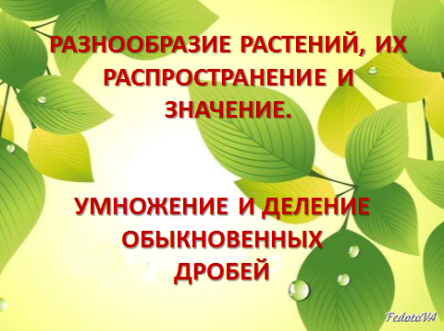 РАЗНООБРАЗИЕ РАСТЕНИЙ, ИХ
РАСПРОСТРАНЕНИЕ И
ЗНАЧЕНИЕ.
УМНОЖЕНИЕ И ДЕЛЕНИЕ
ОБЫКНОВЕННЫХ
ДРОБЕЙ
FedotoVA